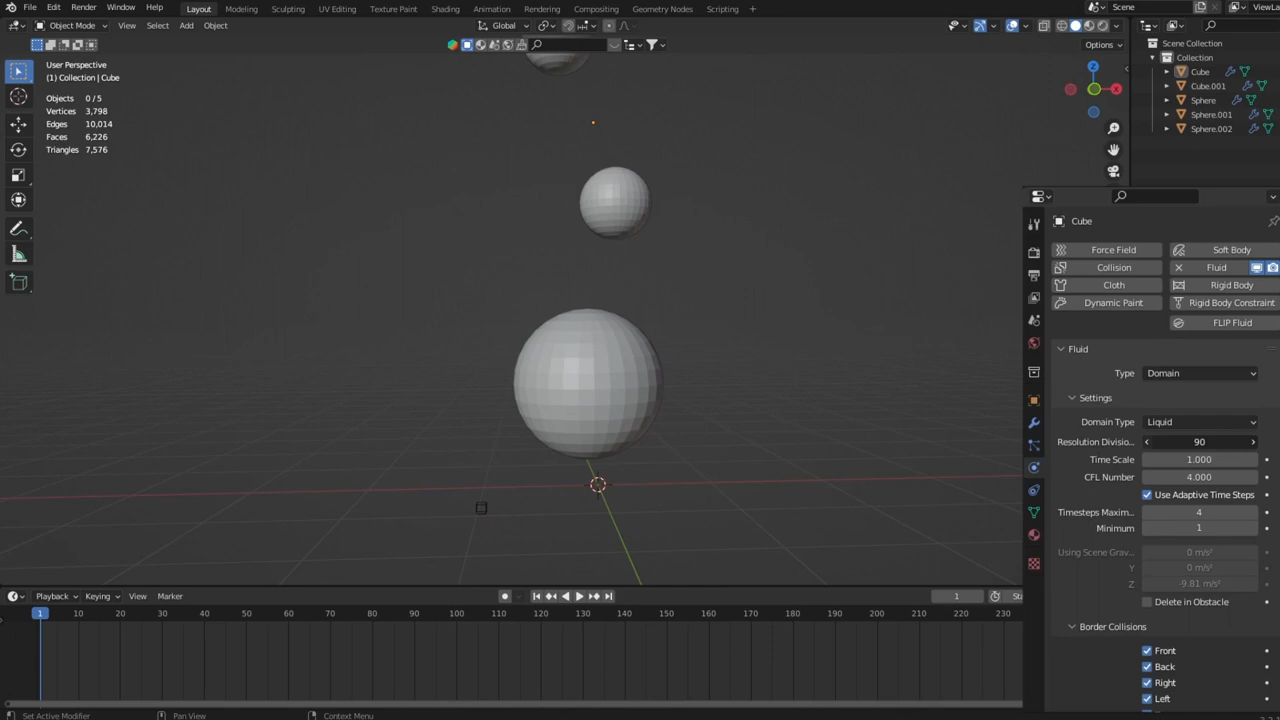 File Edit Render Window Help Layout Modeling Sculpting UV Editing Texture Paint Shading Animation Rendering Compositing Geometry Nodes Scripting + Scene
Object Mode View Select Add Object Global
Options
User Perspective
(1) Collection | Cube
Objects 0 / 5
Vertices 3,798
Edges 10,014
Faces 6,226
Triangles 7,576
Z
X
Scene Collection
Collection
Cube
Cube.001
Sphere
Sphere.001
Sphere.002
Cube
Force Field Soft Body
Collision Fluid
Cloth Rigid Body
Dynamic Paint Rigid Body Constraint
FLIP Fluid
Fluid
Type Domain
Settings
Domain Type Liquid
Resolution Divisio... 90
Time Scale 1.000
CFL Number 4.000
Use Adaptive Time Steps
Timesteps Maxim... 4
Minimum 1
Using Scene Grav... 0 m/s²
Y 0 m/s²
Z -9.81 m/s²
Delete in Obstacle
Border Collisions
Front
Back
Right
Left
Playback Keying View Marker 1
1 10 20 30 40 50 60 70 80 90 100 110 120 130 140 150 160 170 180 190 200 210 220 230
Set Active Modifier Pan View Context Menu